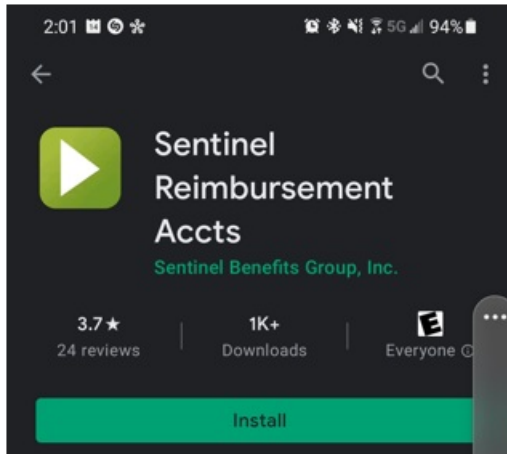 2:01 5G 94%
Sentinel
Reimbursement
Accts
Sentinel Benefits Group, Inc.
3.7★ 1K+ E
24 reviews Downloads Everyone
Install